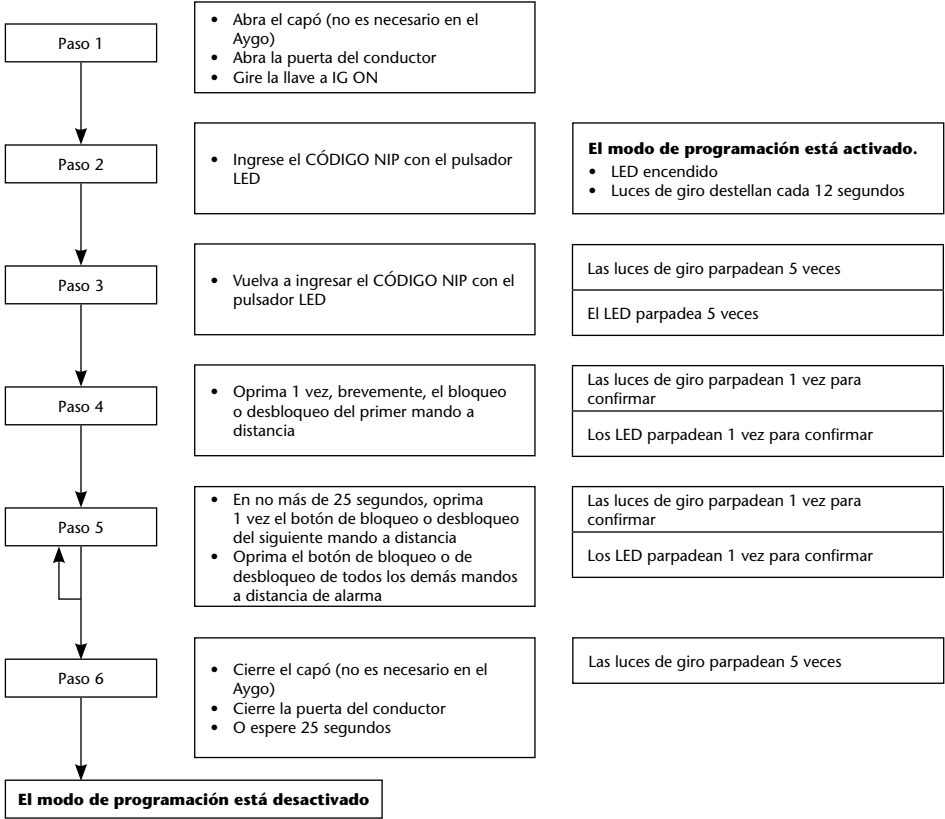 Paso 1
• Abra el capó (no es necesario en el
Aygo)
• Abra la puerta del conductor
• Gire la llave a IG ON
Paso 2
• Ingrese el CÓDIGO NIP con el pulsador
LED
El modo de programación está activado.
• LED encendido
• Luces de giro destellan cada 12 segundos
Paso 3
• Vuelva a ingresar el CÓDIGO NIP con el
pulsador LED
Las luces de giro parpadean 5 veces
El LED parpadea 5 veces
Paso 4
• Oprima 1 vez, brevemente, el bloqueo
o desbloqueo del primer mando a
distancia
Las luces de giro parpadean 1 vez para
confirmar
Los LED parpadean 1 vez para confirmar
Paso 5
• En no más de 25 segundos, oprima
1 vez el botón de bloqueo o desbloqueo
del siguiente mando a distancia
• Oprima el botón de bloqueo o de
desbloqueo de todos los demás mandos
a distancia de alarma
Las luces de giro parpadean 1 vez para
confirmar
Los LED parpadean 1 vez para confirmar
Paso 6
• Cierre el capó (no es necesario en el
Aygo)
• Cierre la puerta del conductor
• O espere 25 segundos
Las luces de giro parpadean 5 veces
El modo de programación está desactivado